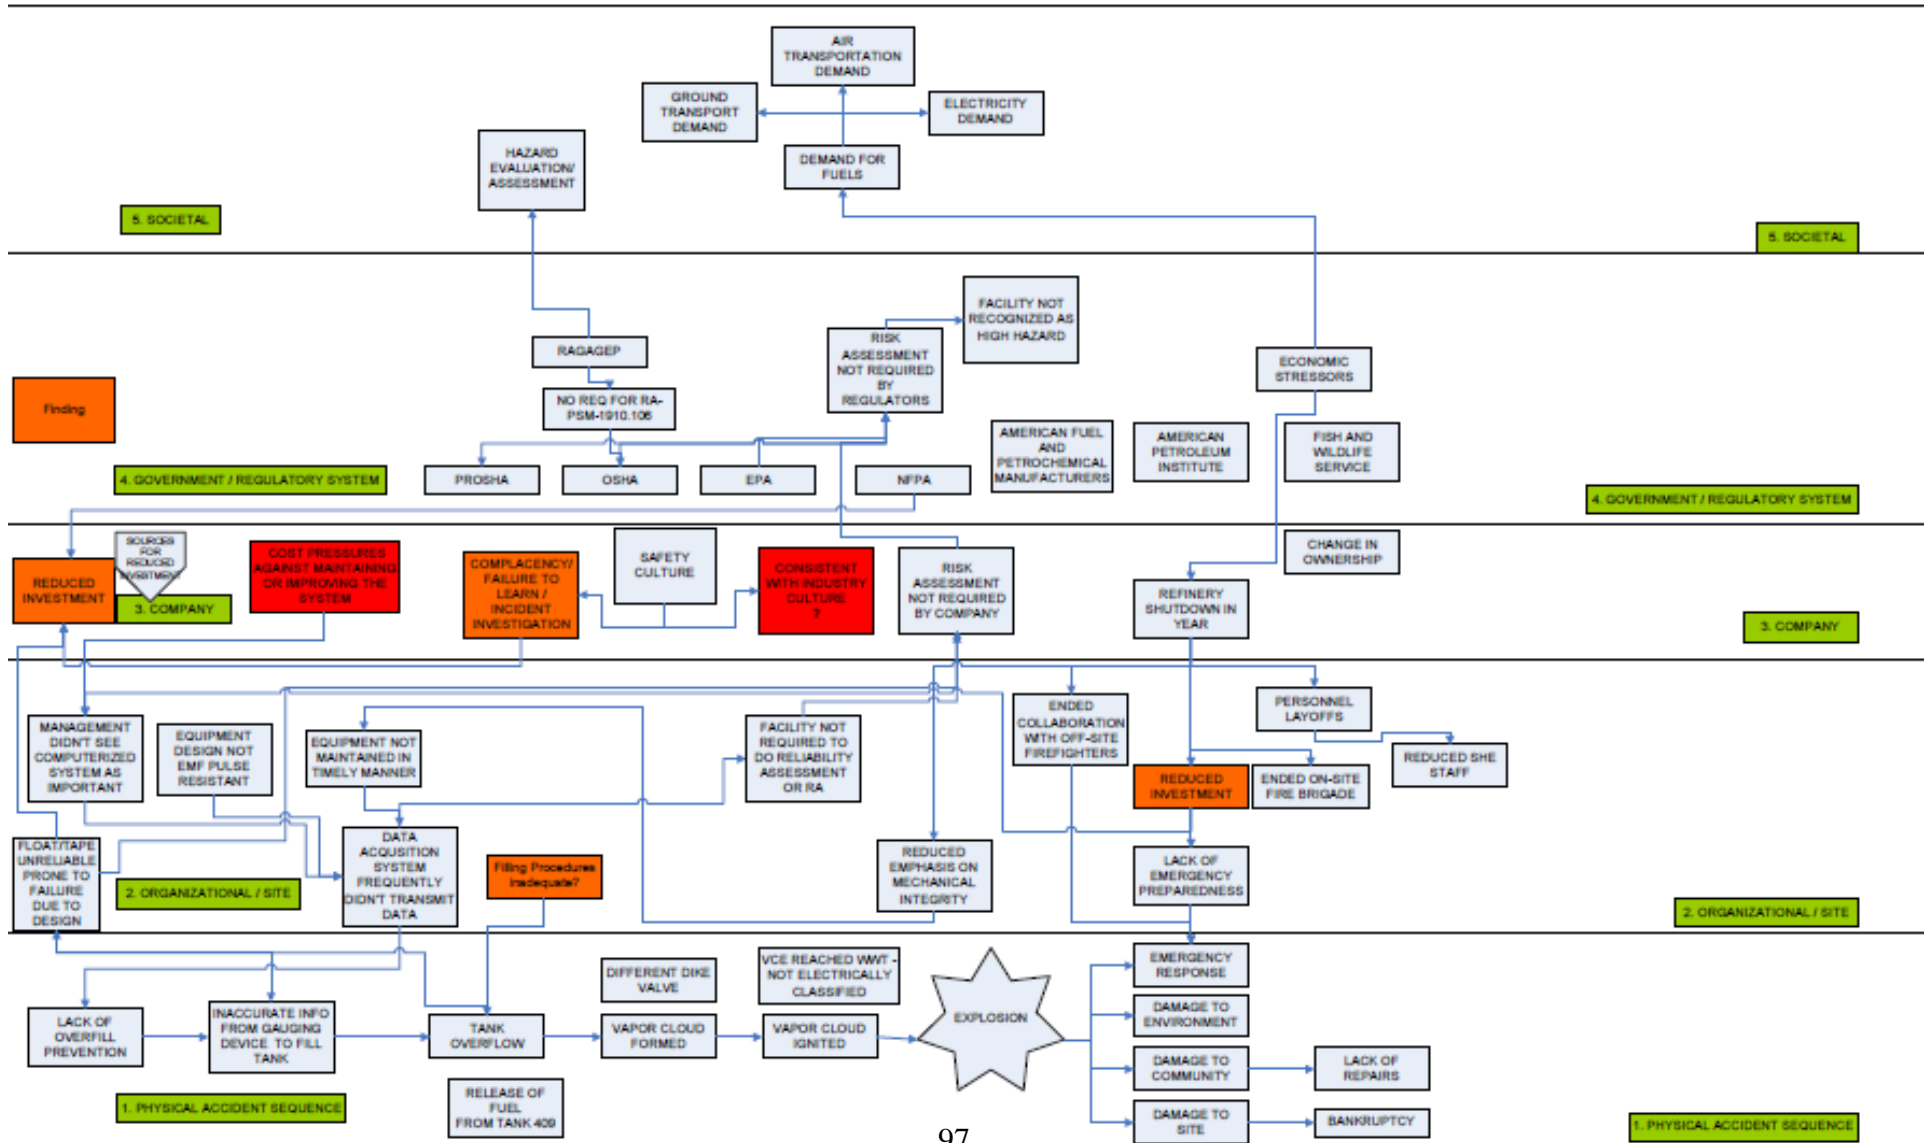 AIR
TRANSPORTATION
DEMAND
GROUND
TRANSPORT
DEMAND
ELECTRICITY
DEMAND
HAZARD
EVALUATION/
ASSESSMENT
DEMAND FOR
FUELS
5. SOCIETAL
5. SOCIETAL
FACILITY NOT
RECOGNIZED AS
HIGH HAZARD
RAGAGEP
RISK
ASSESSMENT
NOT REQUIRED
BY
REGULATORS
ECONOMIC
STRESSORS
Finding
NO REQ FOR RA-
PSM-1910.106
AMERICAN FUEL
AND
PETROCHEMICAL
MANUFACTURERS
AMERICAN
PETROLEUM
INSTITUTE
FISH AND
WILDLIFE
SERVICE
4. GOVERNMENT / REGULATORY SYSTEM
PROSHA
OSHA
EPA
NFPA
4. GOVERNMENT / REGULATORY SYSTEM
REDUCED
INVESTMENT
SOURCES
FOR
REDUCED
INVESTMENT
3. COMPANY
COST PRESSURES
AGAINST MAINTAINING
OR IMPROVING THE
SYSTEM
COMPLACENCY/
FAILURE TO
LEARN /
INCIDENT
INVESTIGATION
SAFETY
CULTURE
CONSISTENT
WITH INDUSTRY
CULTURE
?
RISK
ASSESSMENT
NOT REQUIRED
BY COMPANY
CHANGE IN
OWNERSHIP
REFINERY
SHUTDOWN IN
YEAR
3. COMPANY
MANAGEMENT
DIDN'T SEE
COMPUTERIZED
SYSTEM AS
IMPORTANT
EQUIPMENT
DESIGN NOT
EMF PULSE
RESISTANT
EQUIPMENT NOT
MAINTAINED IN
TIMELY MANNER
FACILITY NOT
REQUIRED TO
DO RELIABILITY
ASSESSMENT
OR RA
ENDED
COLLABORATION
WITH OFF-SITE
FIREFIGHTERS
PERSONNEL
LAYOFFS
REDUCED SHE
STAFF
REDUCED
INVESTMENT
ENDED ON-SITE
FIRE BRIGADE
FLOAT/TAPE
UNRELIABLE
PRONE TO
FAILURE
DUE TO
DESIGN
2. ORGANIZATIONAL / SITE
DATA
ACQUSITION
SYSTEM
FREQUENTLY
DIDN'T TRANSMIT
DATA
Filling Procedures
Inadequate?
REDUCED
EMPHASIS ON
MECHANICAL
INTEGRITY
LACK OF
EMERGENCY
PREPAREDNESS
2. ORGANIZATIONAL / SITE
DIFFERENT DIKE
VALVE
VCE REACHED WWT -
NOT ELECTRICALLY
CLASSIFIED
EMERGENCY
RESPONSE
LACK OF
OVERFILL
PREVENTION
INACCURATE INFO
FROM GAUGING
DEVICE TO FILL
TANK
TANK
OVERFLOW
VAPOR CLOUD
FORMED
VAPOR CLOUD
IGNITED
EXPLOSION
DAMAGE TO
ENVIRONMENT
DAMAGE TO
COMMUNITY
LACK OF
REPAIRS
1. PHYSICAL ACCIDENT SEQUENCE
RELEASE OF
FUEL
FROM TANK 409
DAMAGE TO
SITE
BANKRUPTCY
1. PHYSICAL ACCIDENT SEQUENCE
97